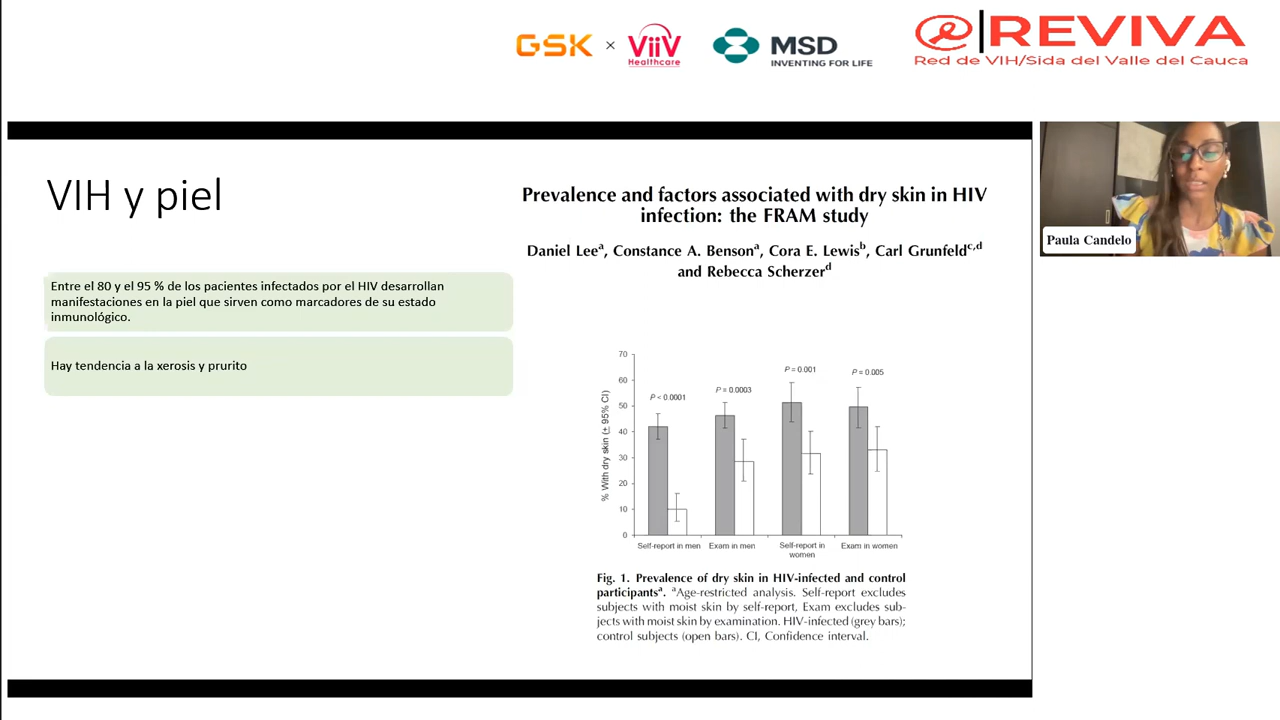 GSK × ViiV Healthcare
MSD
INVENTING FOR LIFE
REVIVA
Red de VIH/Sida del Valle del Cauca
VIH y piel
Entre el 80 y el 95 % de los pacientes infectados por el HIV desarrollan
manifestaciones en la piel que sirven como marcadores de su estado
inmunológico.
Hay tendencia a la xerosis y prurito
Prevalence and factors associated with dry skin in HIV
infection: the FRAM study
Daniel Leeᵃ, Constance A. Bensonᵃ, Cora E. Lewisᵇ, Carl Grunfeldᶜ,ᵈ
and Rebecca Scherzerᵈ
% With dry skin (± 95% CI)
70
60
50
40
30
20
10
0
P < 0.0001
P = 0.0003
P = 0.001
P = 0.005
Self-report in men
Exam in men
Self-report in
women
Exam in women
Fig. 1. Prevalence of dry skin in HIV-infected and control
participantsᵃ. ᵃAge-restricted analysis. Self-report excludes
subjects with moist skin by self-report, Exam excludes sub-
jects with moist skin by examination. HIV-infected (grey bars);
control subjects (open bars). CI, Confidence interval.
Paula Candelo